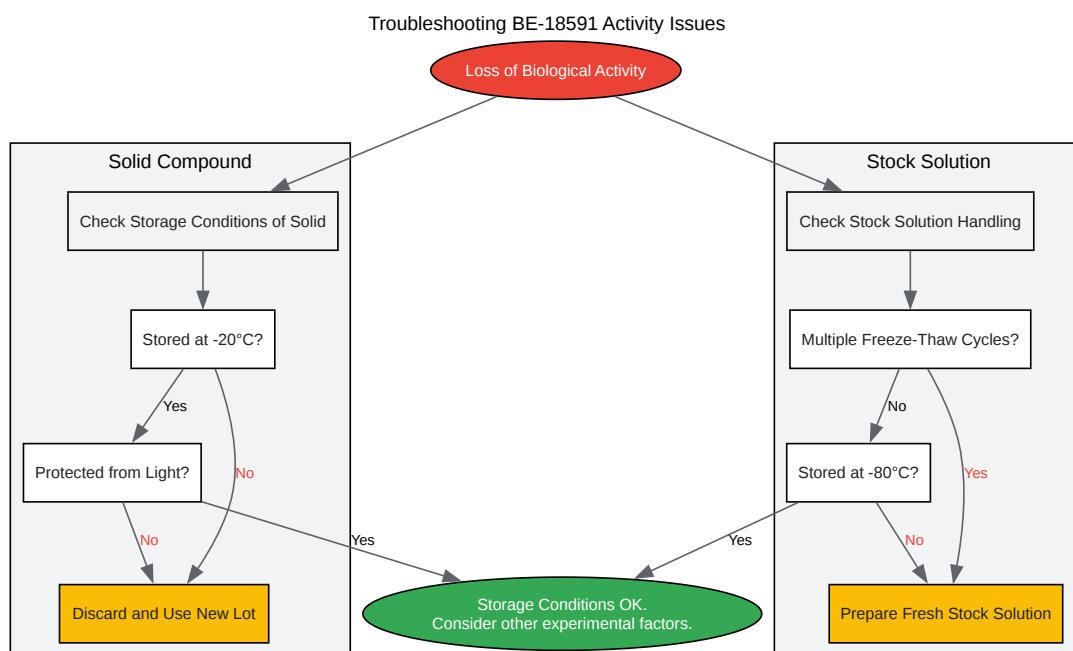 Troubleshooting BE-18591 Activity Issues
Loss of Biological Activity
Solid Compound
Stock Solution
Check Storage Conditions of Solid
Check Stock Solution Handling
Stored at -20°C?
Multiple Freeze-Thaw Cycles?
Yes
No
Protected from Light?
No
Stored at -80°C?
Yes
No
Yes
Yes
No
Discard and Use New Lot
Storage Conditions OK.
Consider other experimental factors.
Prepare Fresh Stock Solution